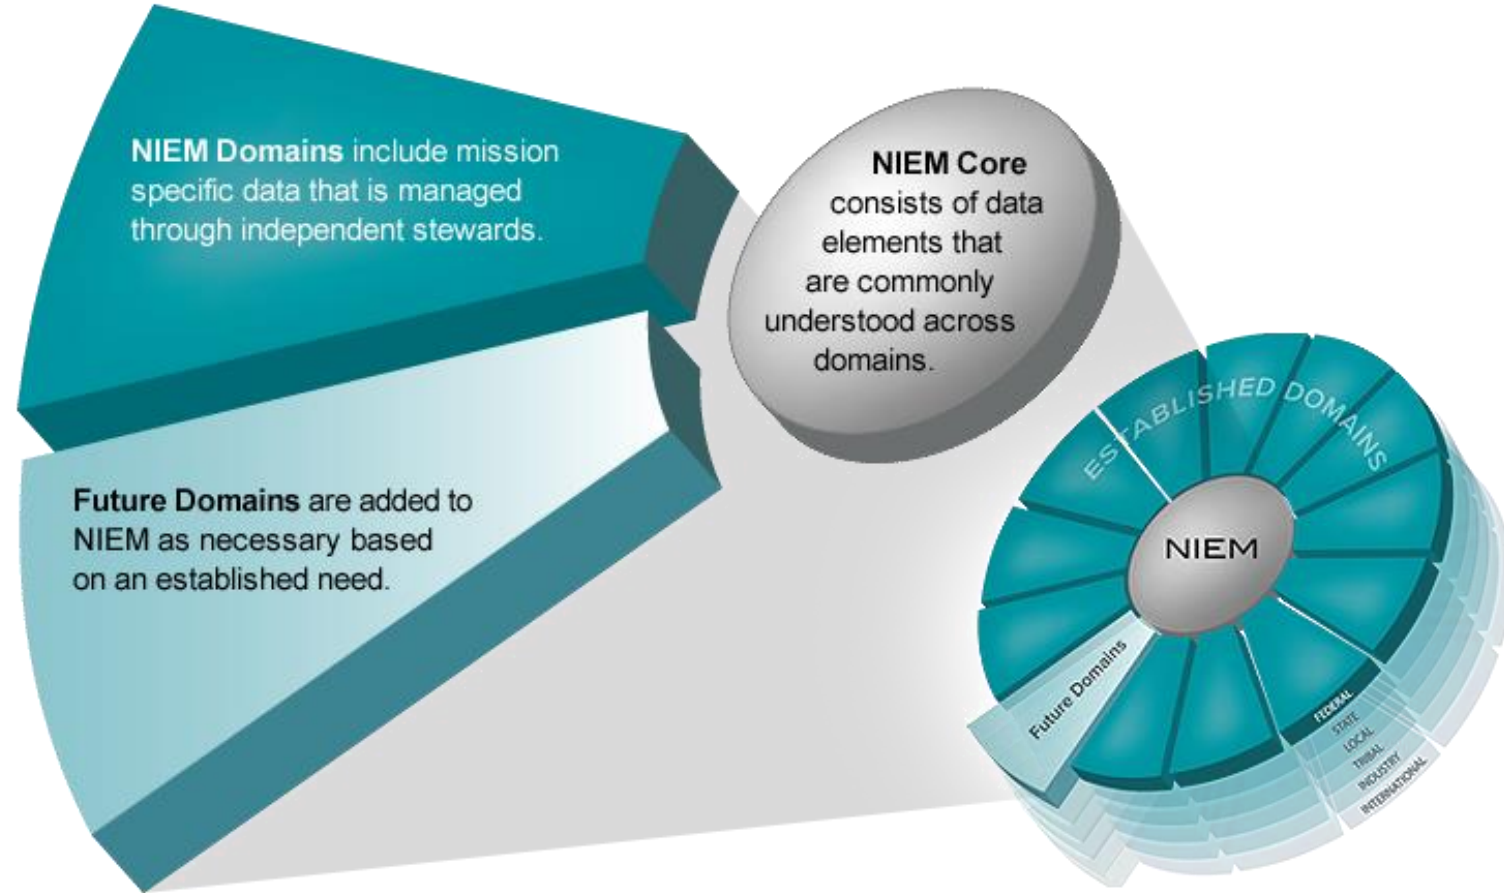 NIEM Domains include mission
specific data that is managed
through independent stewards.
NIEM Core
consists of data
elements that
are commonly
understood across
domains.
Future Domains are added to
NIEM as necessary based
on an established need.
ESTABLISHED DOMAINS
NIEM
Future Domains
FEDERAL
STATE
LOCAL
TRIBAL
INDUSTRY
INTERNATIONAL